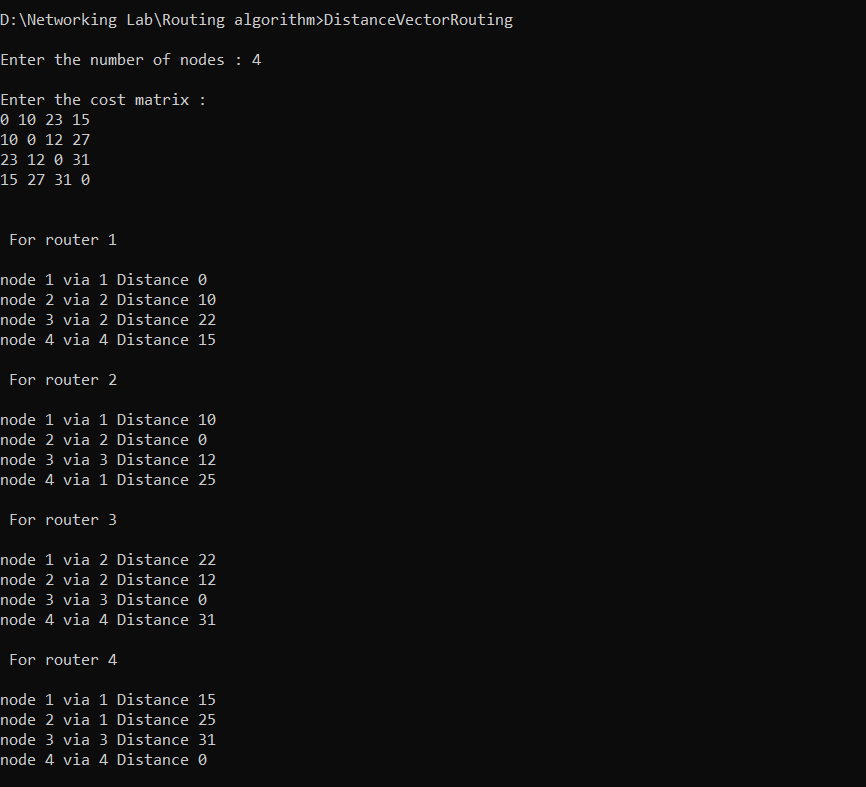 D:\Networking Lab\Routing algorithm>DistanceVectorRouting
Enter the number of nodes : 4
Enter the cost matrix :
0 10 23 15
10 0 12 27
23 12 0 31
15 27 31 0
For router 1
node 1 via 1 Distance 0
node 2 via 2 Distance 10
node 3 via 2 Distance 22
node 4 via 4 Distance 15
For router 2
node 1 via 1 Distance 10
node 2 via 2 Distance 0
node 3 via 3 Distance 12
node 4 via 1 Distance 25
For router 3
node 1 via 2 Distance 22
node 2 via 2 Distance 12
node 3 via 3 Distance 0
node 4 via 4 Distance 31
For router 4
node 1 via 1 Distance 15
node 2 via 1 Distance 25
node 3 via 3 Distance 31
node 4 via 4 Distance 0